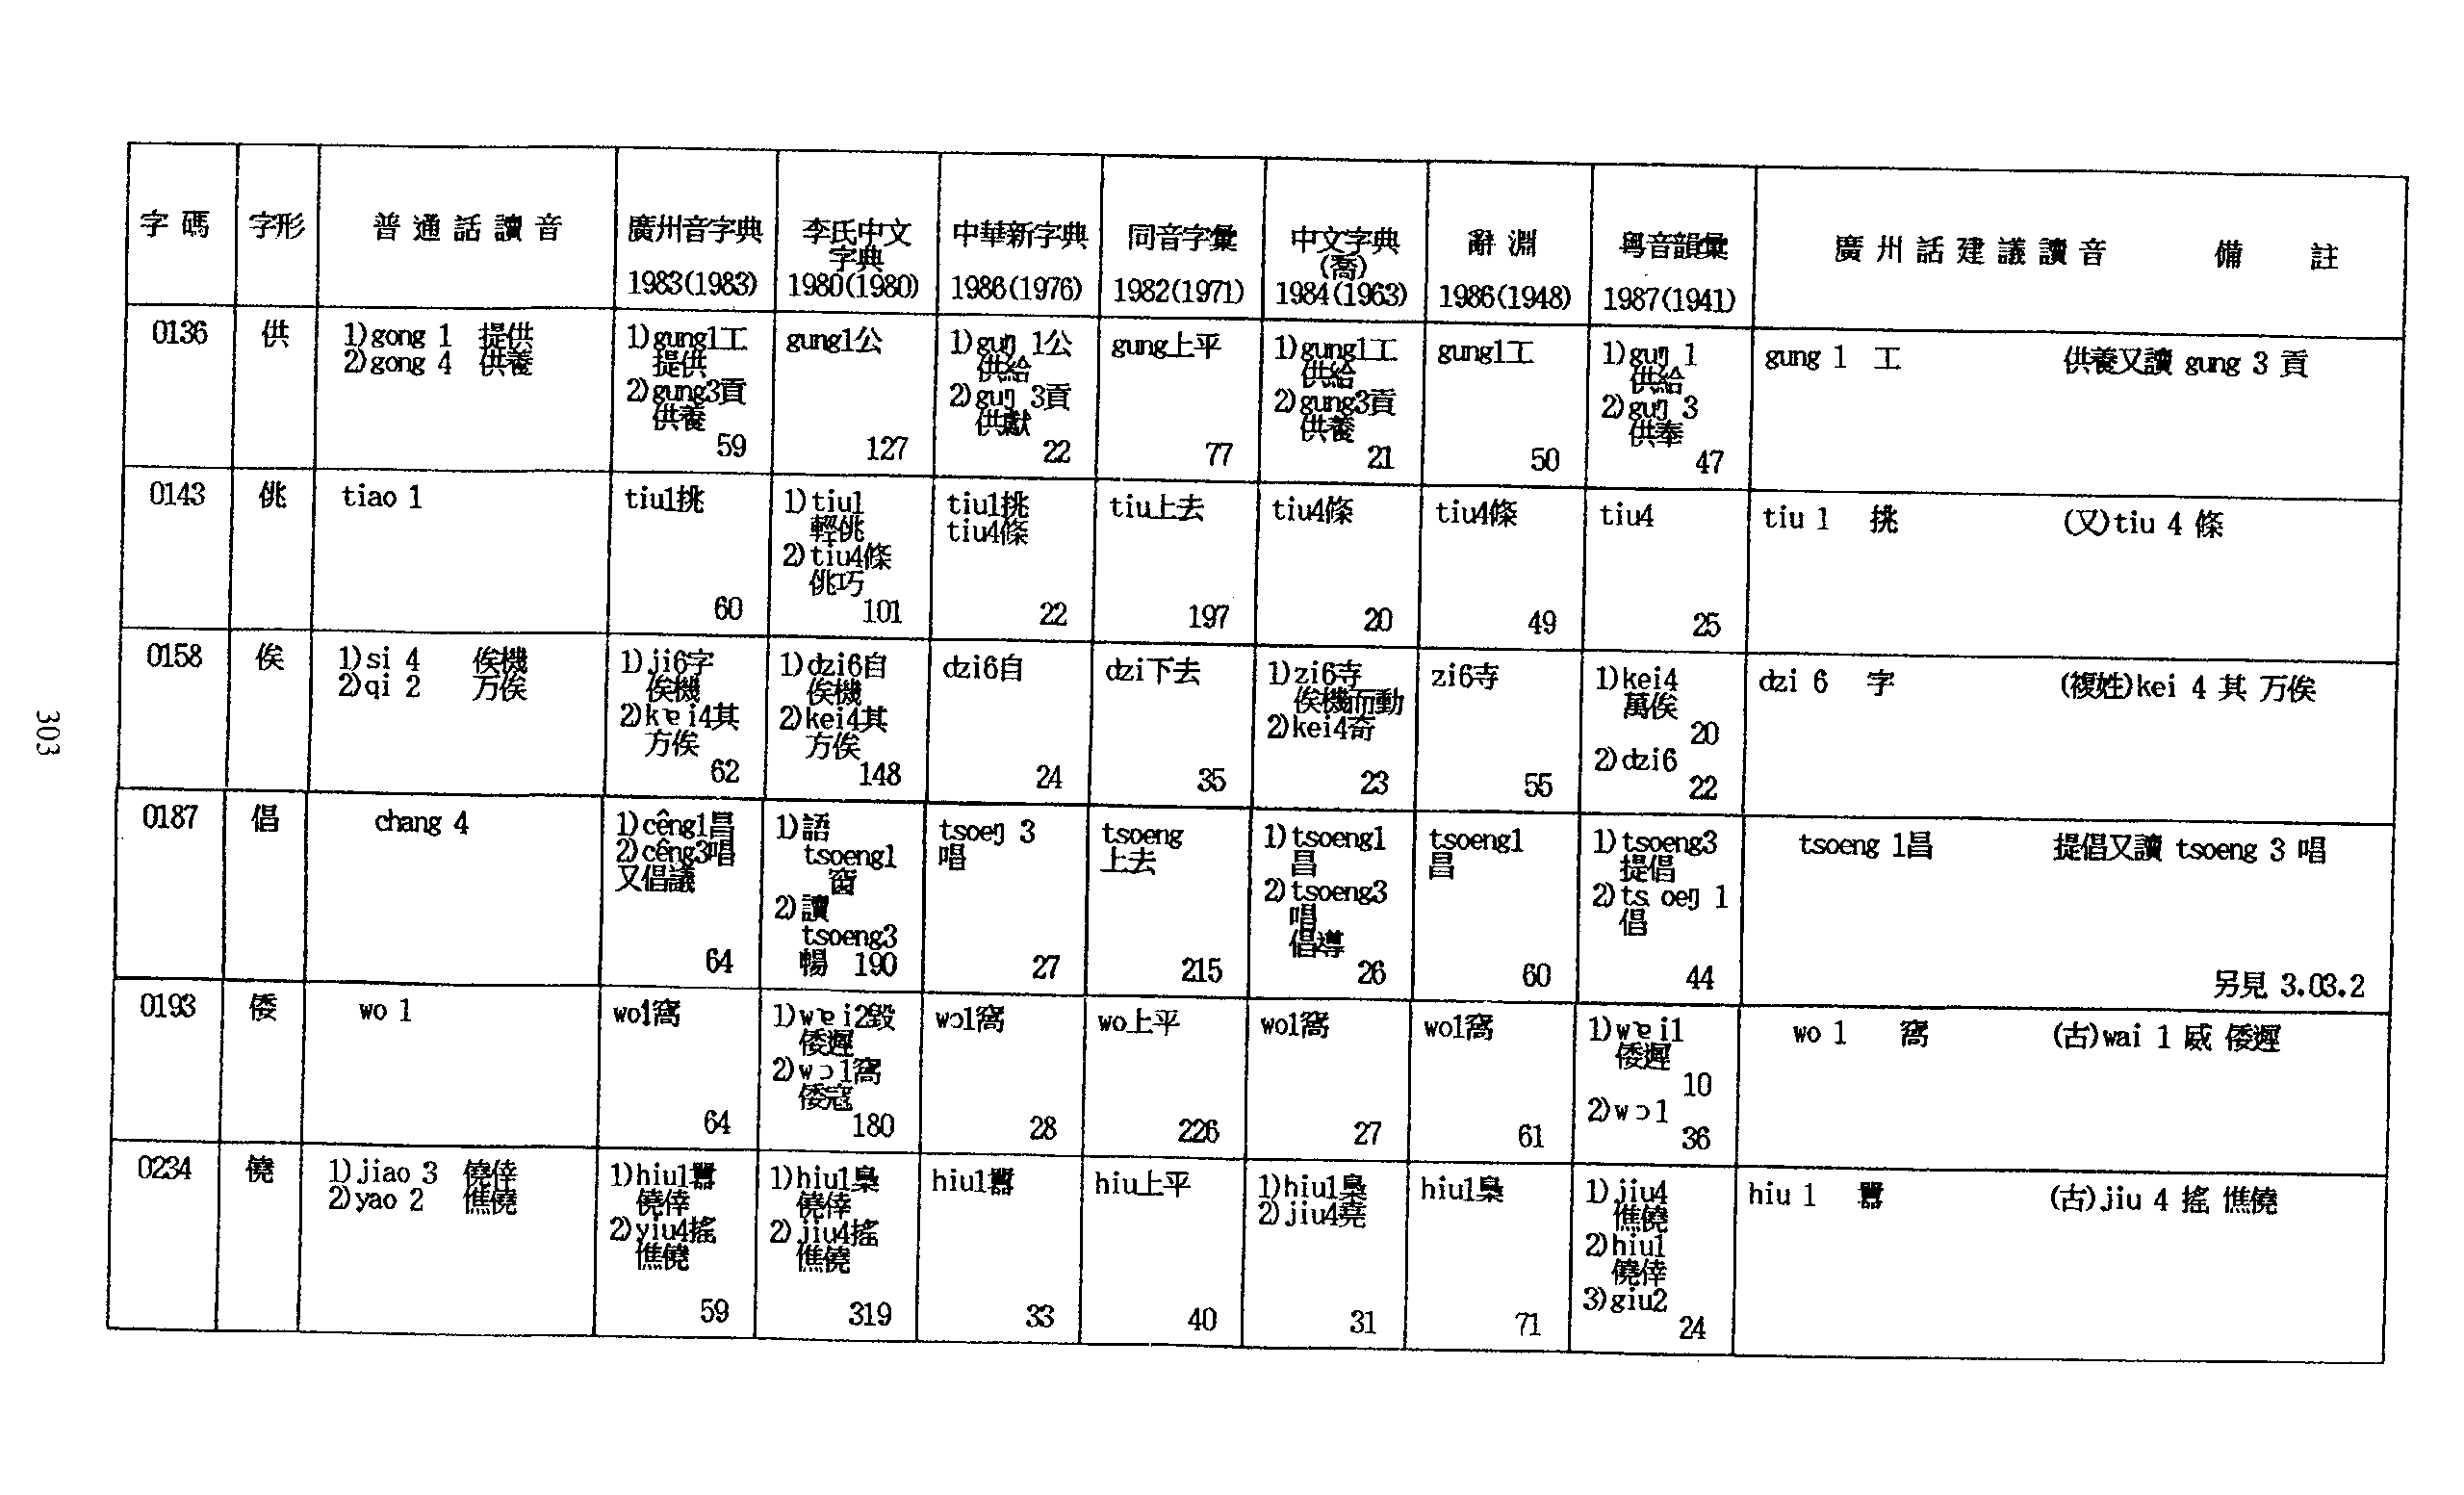 字碼 字形 普通話讀音 廣州音字典 1983(1983) 李氏中文字典 1980(1980) 中華新字典 1986(1976) 同音字彙 1982(1971) 中文字典(喬) 1984(1963) 辭淵 1986(1948) 粤音韻彙 1987(1941) 廣州話建議讀音 備註
0136
供
1)gong 1 提供
2)gong 4 供養
1)gung1工
提供
2)gung3貢
供養
59
gung1公
127
1)guŋ 1公
供給
2)guŋ 3貢
供獻
22
gung上平
77
1)gung1工
供給
2)gung3貢
供養
21
gung1工
50
1)guŋ 1
供給
2)guŋ 3
供奉
47
gung 1 工
供養又讀 gung 3 貢
0143
佻
tiao 1
tiu1挑
60
1)tiu1
輕佻
2)tiu4條
佻巧
101
tiu1挑
tiu4條
22
tiu上去
197
tiu4條
20
tiu4條
49
tiu4
25
tiu 1 挑
(又)tiu 4 條
0158
俟
1)si 4 俟機
2)qi 2 万俟
1)ji6字
俟機
2)kɐi4其
方俟
62
1)dzi6自
俟機
2)kei4其
方俟
148
dzi6自
24
dzi下去
35
1)zi6寺
俟機而動
2)kei4奇
23
zi6寺
55
1)kei4
萬俟
20
2)dzi6
22
dzi 6 字
(複姓)kei 4 其 万俟
0187
倡
chang 4
1)cêng1昌
2)cêng3唱
又倡議
64
1)語
tsoeng1
窗
2)讀
tsoeng3
暢 190
tsoeŋ 3
唱
27
tsoeng
上去
215
1)tsoeng1
昌
2)tsoeng3
唱
倡導
26
tsoeng1
昌
60
1)tsoeng3
提倡
2)ts oeŋ 1
倡
44
tsoeng 1昌
提倡又讀 tsoeng 3 唱
另見 3.03.2
0193
倭
wo 1
wo1窩
64
1)wɐi2毀
倭遲
2)wɔ1窩
倭寇
180
wɔ1窩
28
wo上平
226
wo1窩
27
wo1窩
61
1)wɐi1
倭遲
10
2)wɔ1
36
wo 1 窩
(古)wai 1 威 倭遲
0234
僥
1)jiao 3 僥倖
2)yao 2 僬僥
1)hiu1囂
僥倖
2)yiu4搖
僬僥
59
1)hiu1梟
僥倖
2)jiu4搖
僬僥
319
hiu1囂
33
hiu上平
40
1)hiu1梟
2)jiu4堯
31
hiu1梟
71
1)jiu4
僬僥
2)hiu1
僥倖
3)giu2
24
hiu 1 囂
(古)jiu 4 搖 僬僥
303